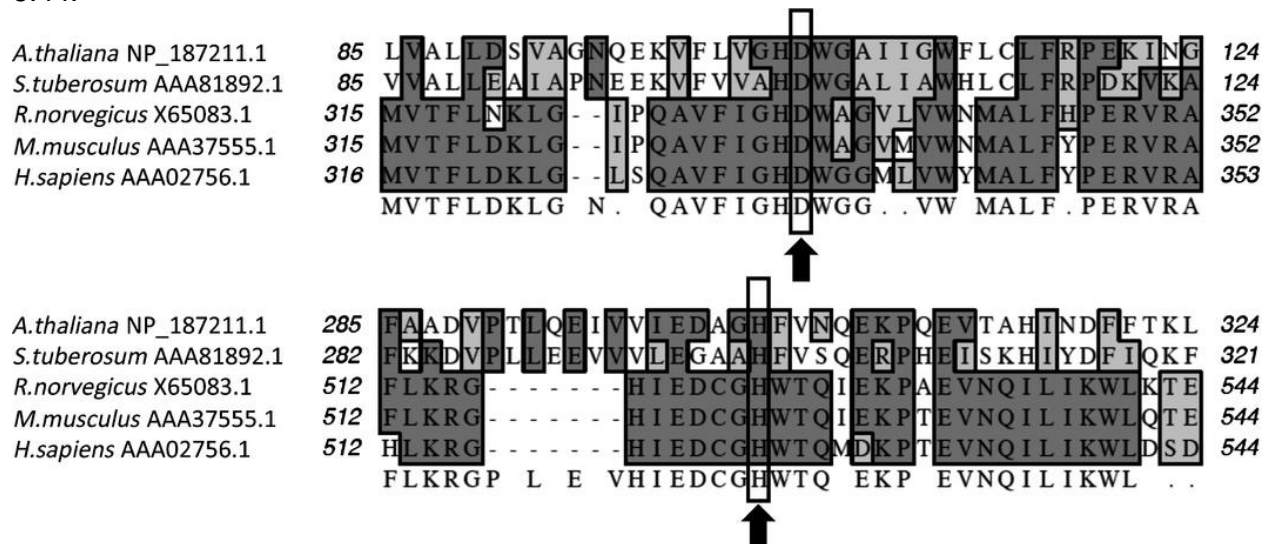 A.thaliana NP_187211.1 85 LVALLDSVAGNQEKVFLVGHDWGAIIGWFLCLFRPEKING 124
S.tuberosum AAA81892.1 85 VVALLEAIAPNEEKVFVVAHDWGALIAWHLCLFRPDKVKA 124
R.norvegicus X65083.1 315 MVTFLNKLG--IPQAVFIGHDWAGVLVWNMALFHPERVRA 352
M.musculus AAA37555.1 315 MVTFLDKLG--IPQAVFIGHDWAGVMVWNMALFYPERVRA 352
H.sapiens AAA02756.1 316 MVTFLDKLG--LSQAVFIGHDWGGMLVWYMALFYPERVRA 353
MVTFLDKLG N . QAVFIGHDWGG . . VW MALF . PERVRA
A.thaliana NP_187211.1 285 FAADVPTLQEIVVIEDAGHFVNQEKPQEVTAHINDFFTKL 324
S.tuberosum AAA81892.1 282 FKKDVPLLEEVVVLEGAAHFVSQERPHEISKHIYDFIQKF 321
R.norvegicus X65083.1 512 FLKRG-------HIEDCGHWTQIEKPAEVNQILIKWLKTE 544
M.musculus AAA37555.1 512 FLKRG-------HIEDCGHWTQIEKPTEVNQILIKWLQTE 544
H.sapiens AAA02756.1 512 HLKRG-------HIEDCGHWTQMDKPTEVNQILIKWLDSD 544
FLKRGP L E VHIEDCGHWTQ EKP EVNQILIKWL . .